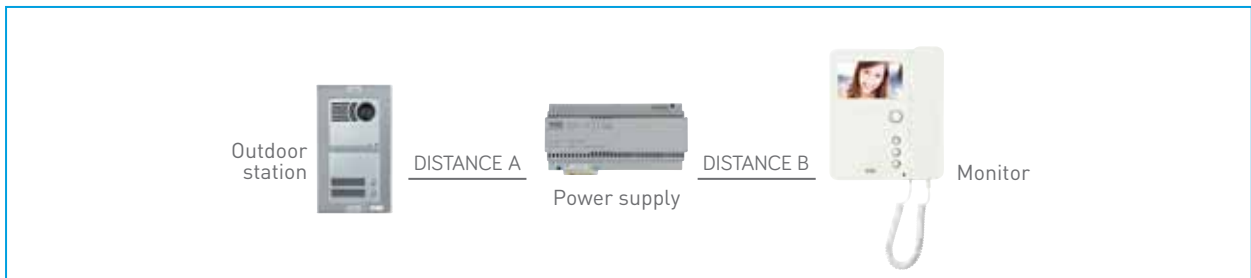 Outdoor
station
DISTANCE A
Power supply
DISTANCE B
Monitor